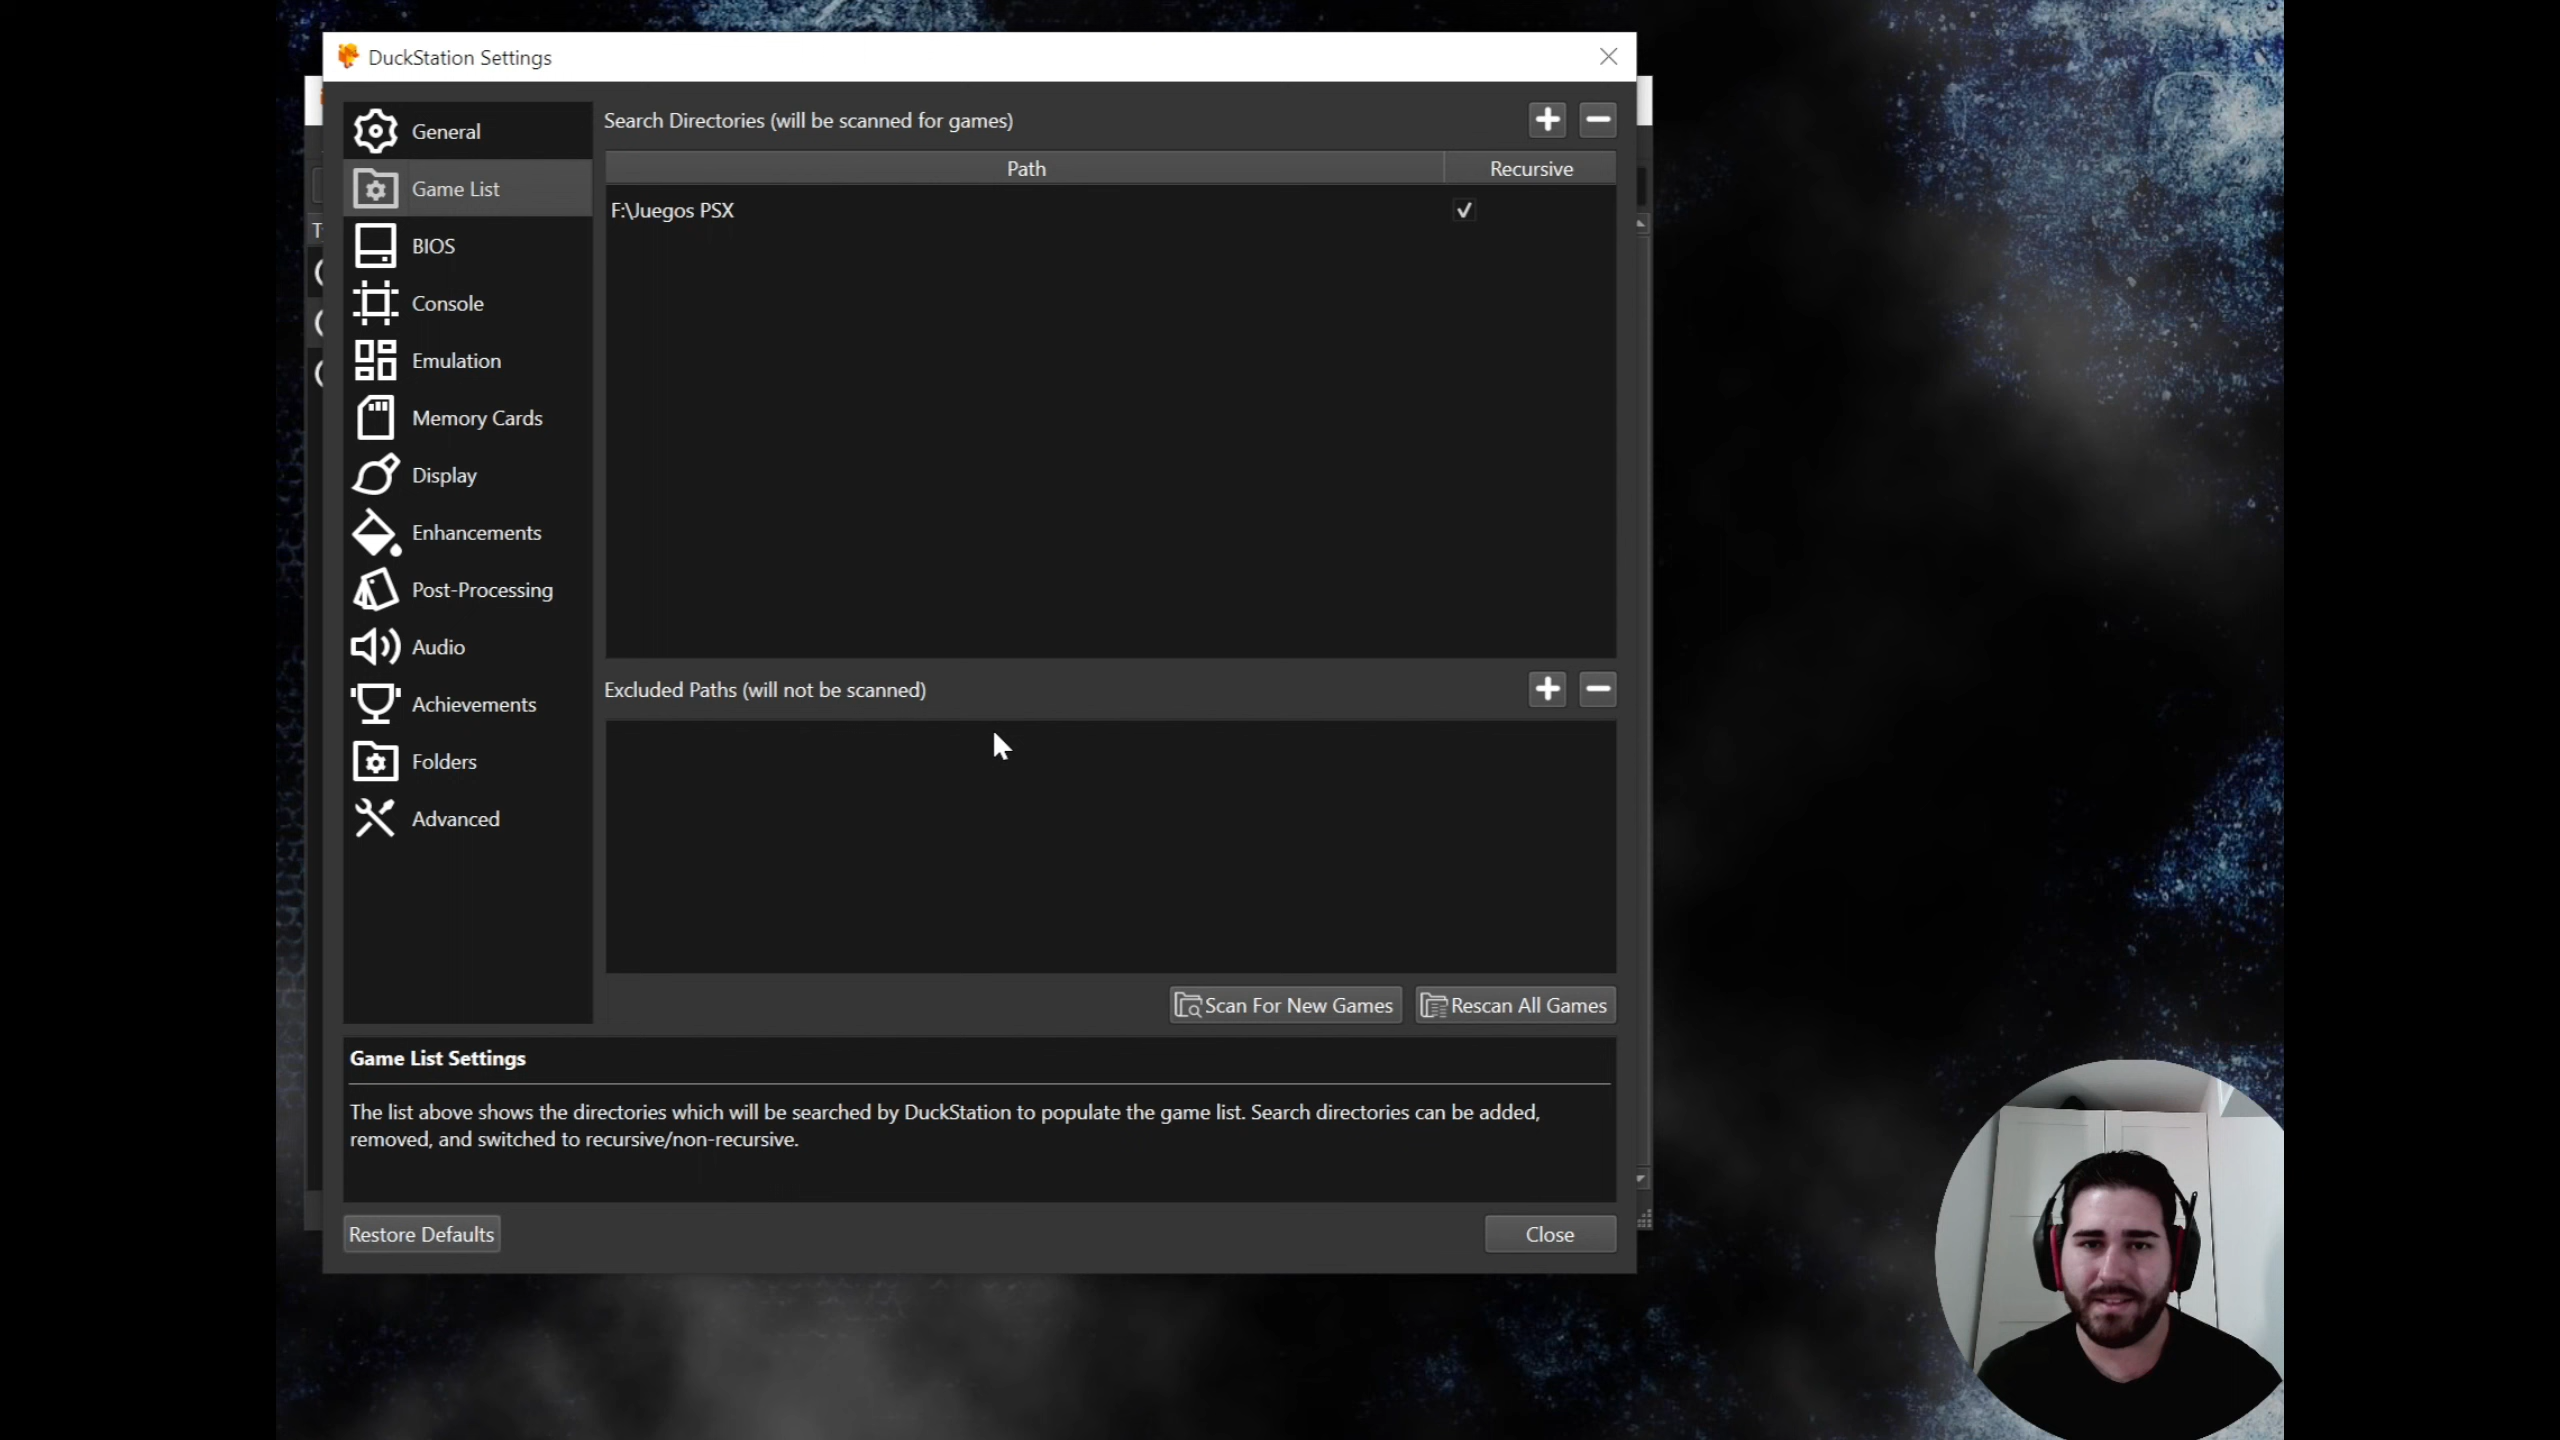 DuckStation Settings
General
Game List
BIOS
Console
Emulation
Memory Cards
Display
Enhancements
Post-Processing
Audio
Achievements
Folders
Advanced
Search Directories (will be scanned for games)
Path Recursive
F:\Juegos PSX
Excluded Paths (will not be scanned)
Scan For New Games Rescan All Games
Game List Settings
The list above shows the directories which will be searched by DuckStation to populate the game list. Search directories can be added,
removed, and switched to recursive/non-recursive.
Restore Defaults Close